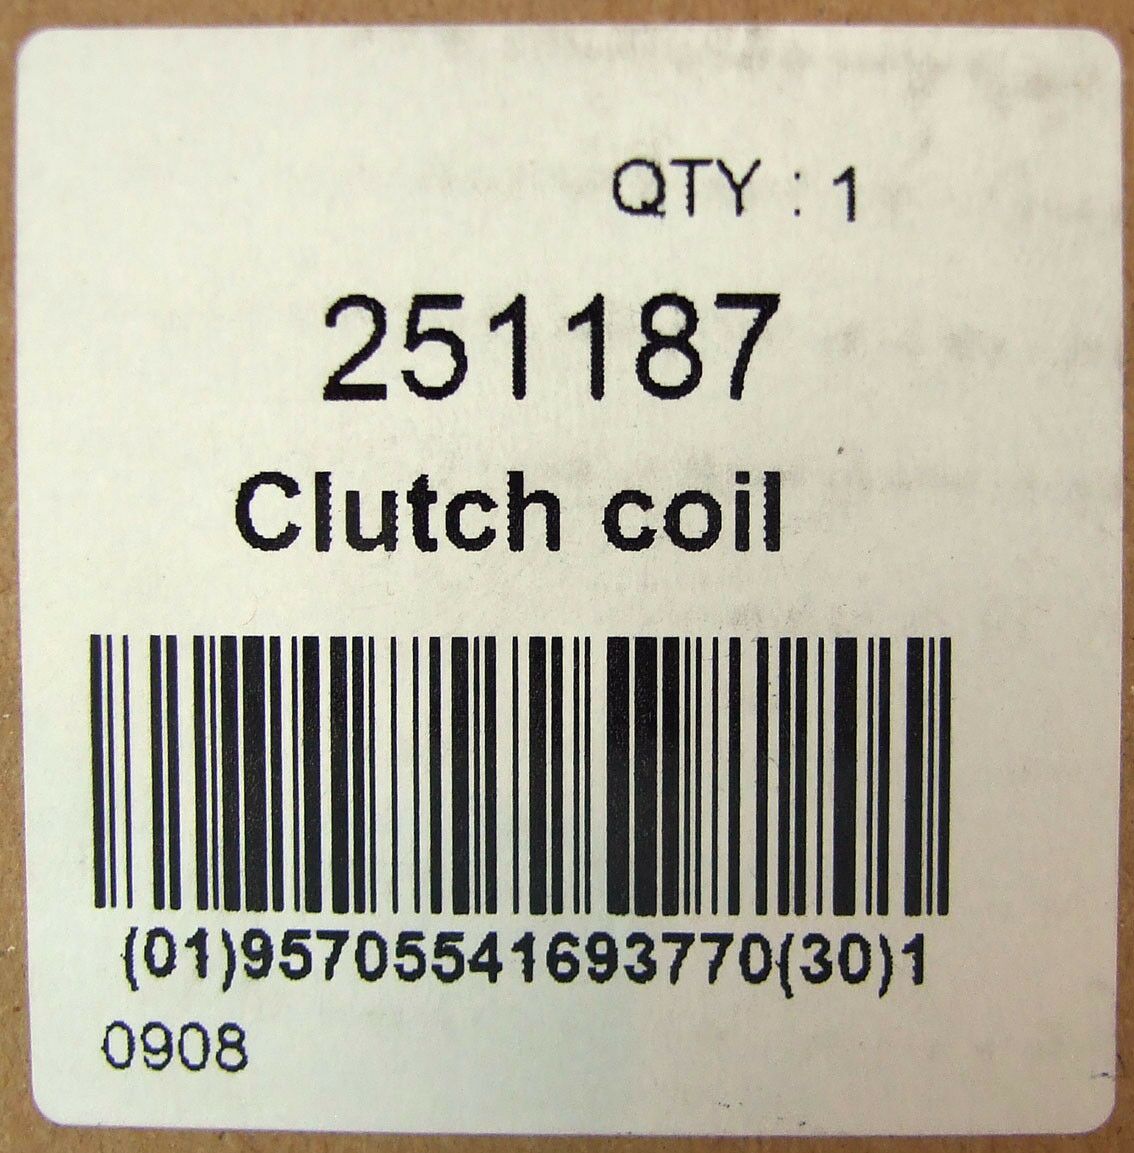 QTY : 1
251187
Clutch coil
(01)95705541693770(30)1
0908